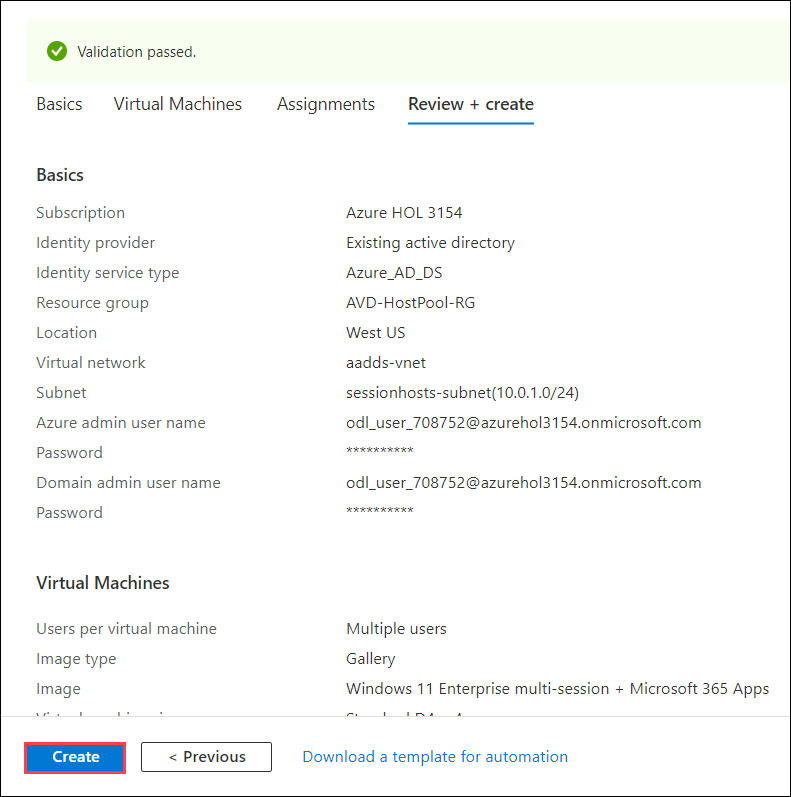 Validation passed.
Basics Virtual Machines Assignments Review + create
Basics
Subscription Azure HOL 3154
Identity provider Existing active directory
Identity service type Azure_AD_DS
Resource group AVD-HostPool-RG
Location West US
Virtual network aadds-vnet
Subnet sessionhosts-subnet(10.0.1.0/24)
Azure admin user name odl_user_708752@azurehol3154.onmicrosoft.com
Password **********
Domain admin user name odl_user_708752@azurehol3154.onmicrosoft.com
Password **********
Virtual Machines
Users per virtual machine Multiple users
Image type Gallery
Image Windows 11 Enterprise multi-session + Microsoft 365 Apps
Create < Previous Download a template for automation